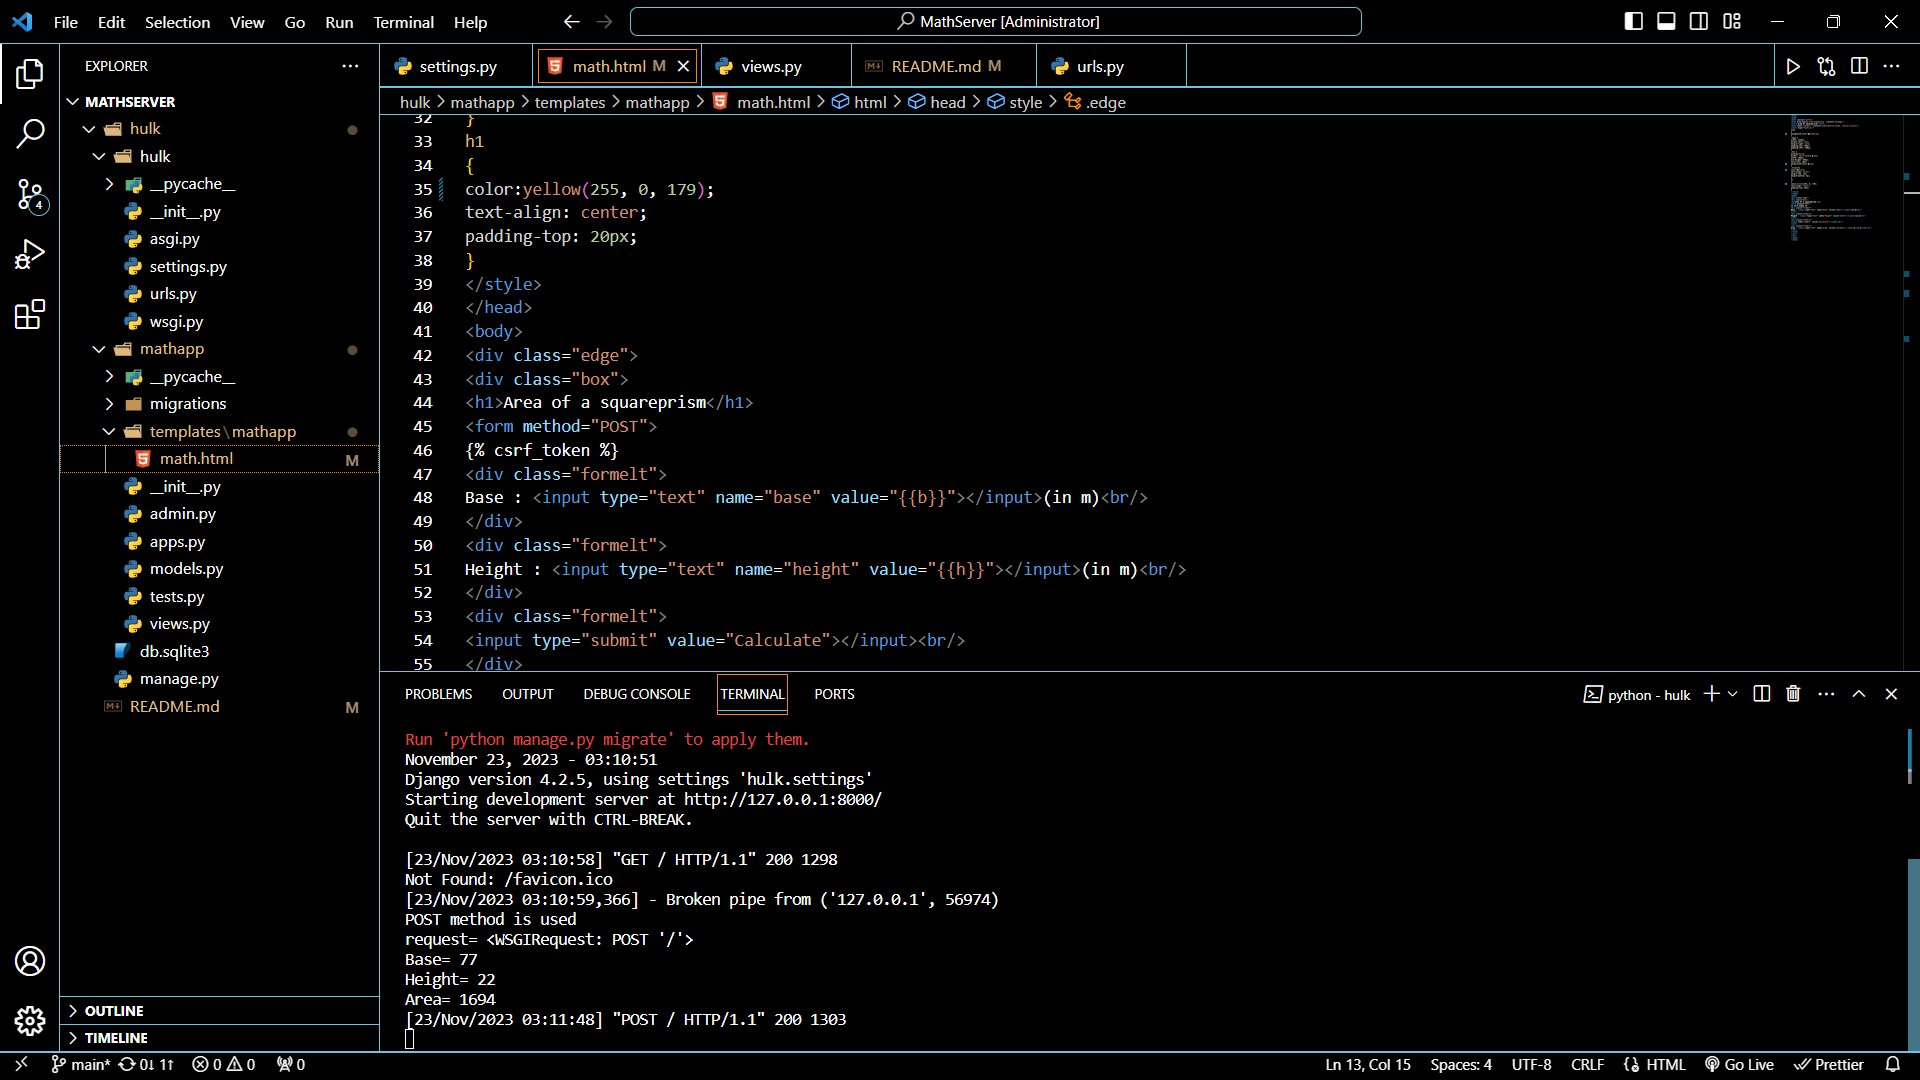 File Edit Selection View Go Run Terminal Help
MathServer [Administrator]
EXPLORER
settings.py
math.html M
views.py
README.md M
urls.py
hulk > mathapp > templates > mathapp > math.html > html > head > style > .edge
MATHSERVER
hulk
hulk
__pycache__
__init__.py
asgi.py
settings.py
urls.py
wsgi.py
mathapp
__pycache__
migrations
templates\mathapp
math.html M
__init__.py
admin.py
apps.py
models.py
tests.py
views.py
db.sqlite3
manage.py
README.md M
OUTLINE
TIMELINE
4
32 }
33 h1
34 {
35 color:yellow(255, 0, 179);
36 text-align: center;
37 padding-top: 20px;
38 }
39 </style>
40 </head>
41 <body>
42 <div class="edge">
43 <div class="box">
44 <h1>Area of a squareprism</h1>
45 <form method="POST">
46 {% csrf_token %}
47 <div class="formelt">
48 Base : <input type="text" name="base" value="{{b}}"></input>(in m)<br/>
49 </div>
50 <div class="formelt">
51 Height : <input type="text" name="height" value="{{h}}"></input>(in m)<br/>
52 </div>
53 <div class="formelt">
54 <input type="submit" value="Calculate"></input><br/>
55 </div>
PROBLEMS OUTPUT DEBUG CONSOLE TERMINAL PORTS
python - hulk
Run 'python manage.py migrate' to apply them.
November 23, 2023 - 03:10:51
Django version 4.2.5, using settings 'hulk.settings'
Starting development server at http://127.0.0.1:8000/
Quit the server with CTRL-BREAK.
[23/Nov/2023 03:10:58] "GET / HTTP/1.1" 200 1298
Not Found: /favicon.ico
[23/Nov/2023 03:10:59,366] - Broken pipe from ('127.0.0.1', 56974)
POST method is used
request= <WSGIRequest: POST '/'>
Base= 77
Height= 22
Area= 1694
[23/Nov/2023 03:11:48] "POST / HTTP/1.1" 200 1303
main* 0↓ 1↑ 0 0 0
Ln 13, Col 15 Spaces: 4 UTF-8 CRLF HTML Go Live Prettier